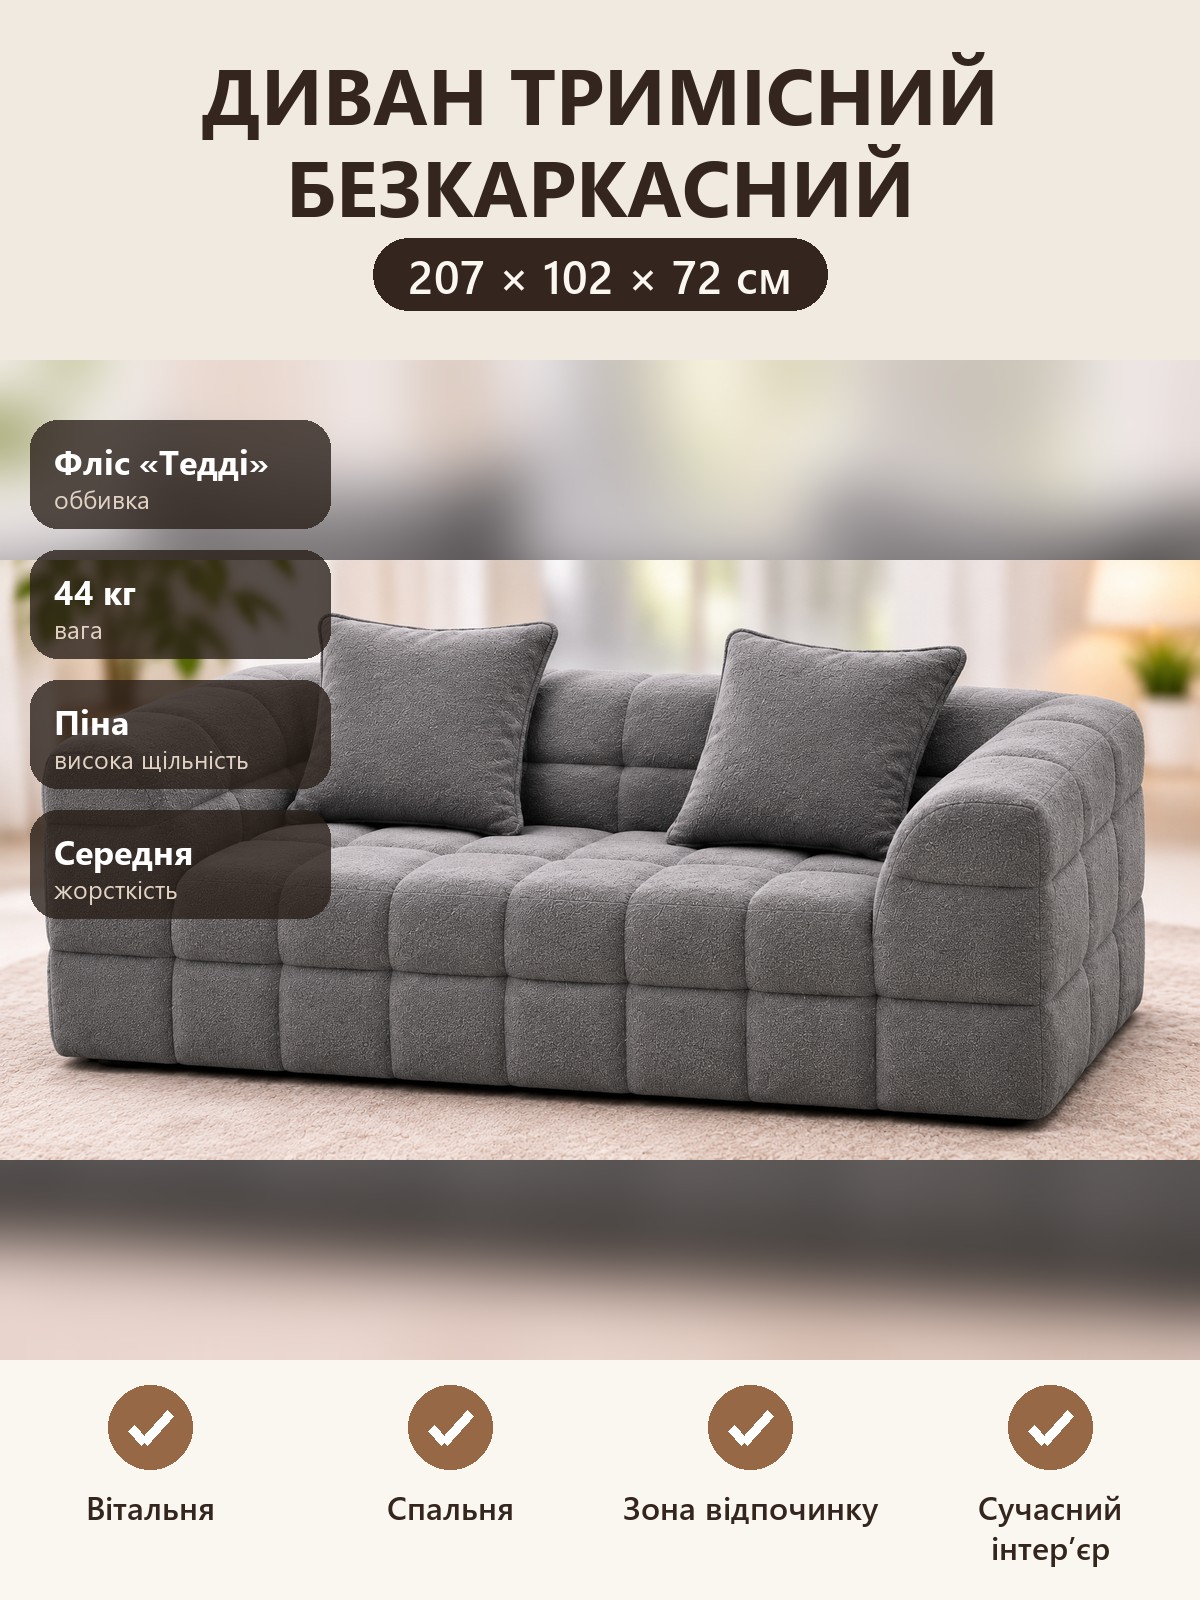 ДИВАН ТРИМІСНИЙ
БЕЗКАРКАСНИЙ
207 × 102 × 72 см
Фліс «Тедді»
оббивка
44 кг
вага
Піна
висока щільність
Середня
жорсткість
Вітальня
Спальня
Зона відпочинку
Сучасний
інтер’єр